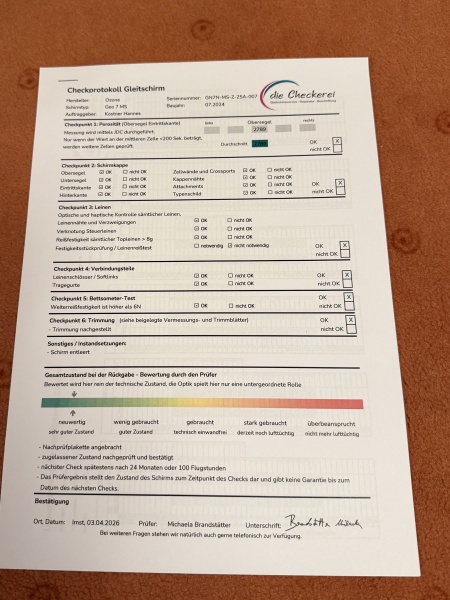 Checkprotokoll Gleitschirm
die Checkerei
Hersteller: Ozone Seriennummer: GN7N-MS-Z-25A-007
Schirmtyp: Geo 7 MS Baujahr: 07.2024
Auftraggeber: Krotner Hannes
Checkpunkt 1: Porosität (Obersegel Eintrittskante) links Obersegel rechts
Messung wird mittels JDC durchgeführt. 3789
Nur wenn der Wert an der mittleren Zelle <200 Sek. beträgt, Durchschnitt OK X
werden weitere Zellen geprüft. nicht OK
Checkpunkt 2: Schirmkappe
Obersegel OK nicht OK Zellwände und Crossports OK nicht OK
Untersegel OK nicht OK Kappennähte OK nicht OK
Eintrittskante OK nicht OK Attachments OK nicht OK OK X
Hinterkante OK nicht OK Typenschild OK nicht OK nicht OK
Checkpunkt 3: Leinen
Optische und haptische Kontrolle sämtlicher Leinen,
Leinennähte und Verzweigungen OK nicht OK
Verknotung Steuerleinen OK nicht OK
Reißfestigkeit sämtlicher Topleinen > 8g OK nicht OK
Festigkeitsstückprüfung / Leinenreißtest notwendig nicht notwendig OK X
nicht OK
Checkpunkt 4: Verbindungsteile
Leinenschlösser / Softlinks OK nicht OK OK X
Tragegurte OK nicht OK nicht OK
Checkpunkt 5: Bettsometer-Test OK X
Weiterreißfestigkeit ist höher als 6N OK nicht OK nicht OK
Checkpunkt 6: Trimmung (siehe beigelegte Vermessungs- und Trimmblätter) OK X
- Trimmung nachgestellt nicht OK
Sonstiges / Instandsetzungen:
- Schirm entleert
Gesamtzustand bei der Rückgabe - Bewertung durch den Prüfer
Bewertet wird hier rein der technische Zustand, die Optik spielt hier nur eine untergeordnete Rolle
neuwertig wenig gebraucht gebraucht stark gebraucht überbeansprucht
sehr guter Zustand guter Zustand technisch einwandfrei derzeit noch lufttüchtig nicht mehr lufttüchtig
- Nachprüfplakette angebracht
- zugelassener Zustand nachgeprüft und bestätigt
- nächster Check spätestens nach 24 Monaten oder 100 Flugstunden
- Das Prüfergebnis stellt den Zustand des Schirms zum Zeitpunkt des Checks dar und gibt keine Garantie bis zum
Datum des nächsten Checks.
Bestätigung
Ort, Datum: Imst, 03.04.2026 Prüfer: Michaela Brandstätter Unterschrift:
Bei weiteren Fragen stehen wir natürlich auch gerne telefonisch zur Verfügung.